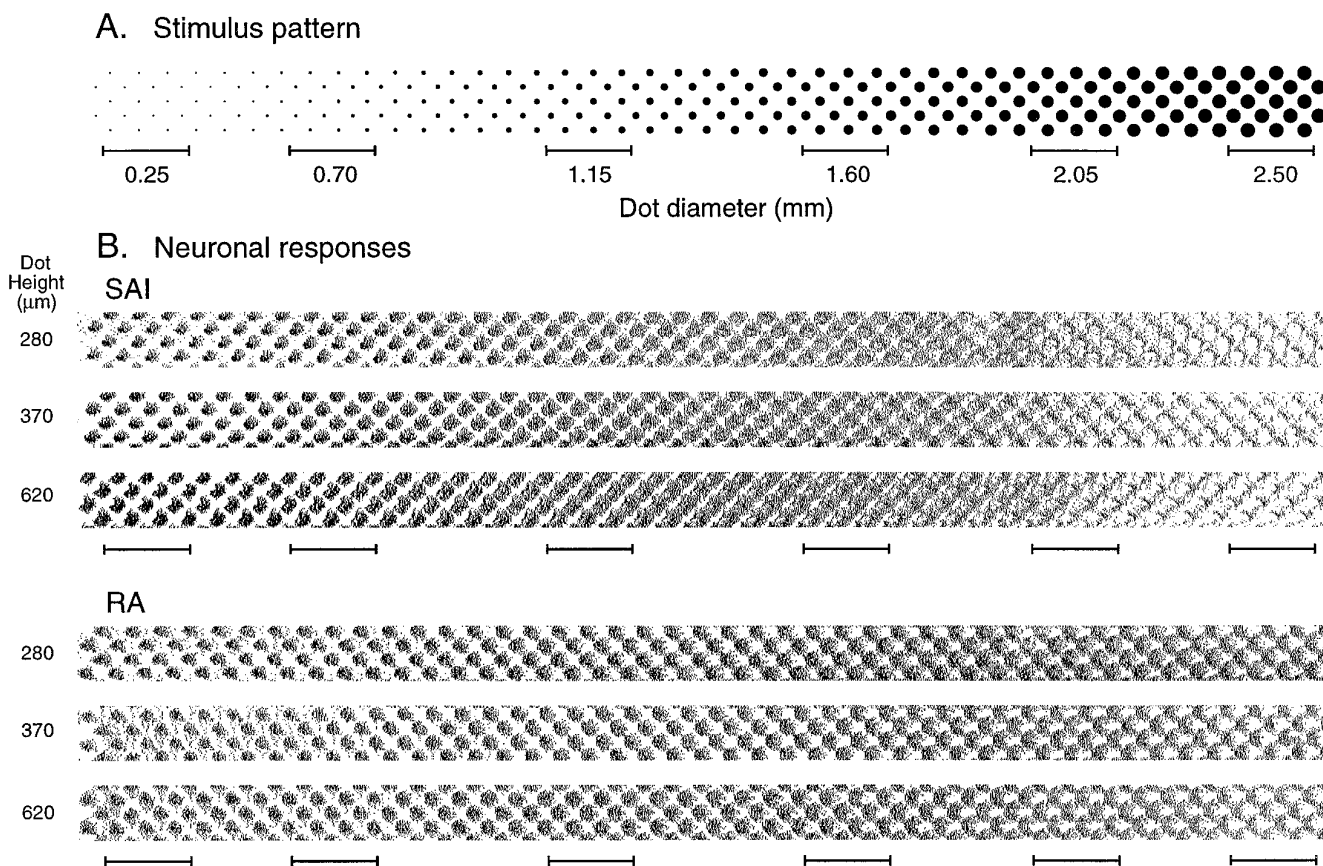 A. Stimulus pattern
0.25 0.70 1.15 1.60 2.05 2.50
Dot diameter (mm)
B. Neuronal responses
Dot
Height
(μm)
SAI
280
370
620
RA
280
370
620